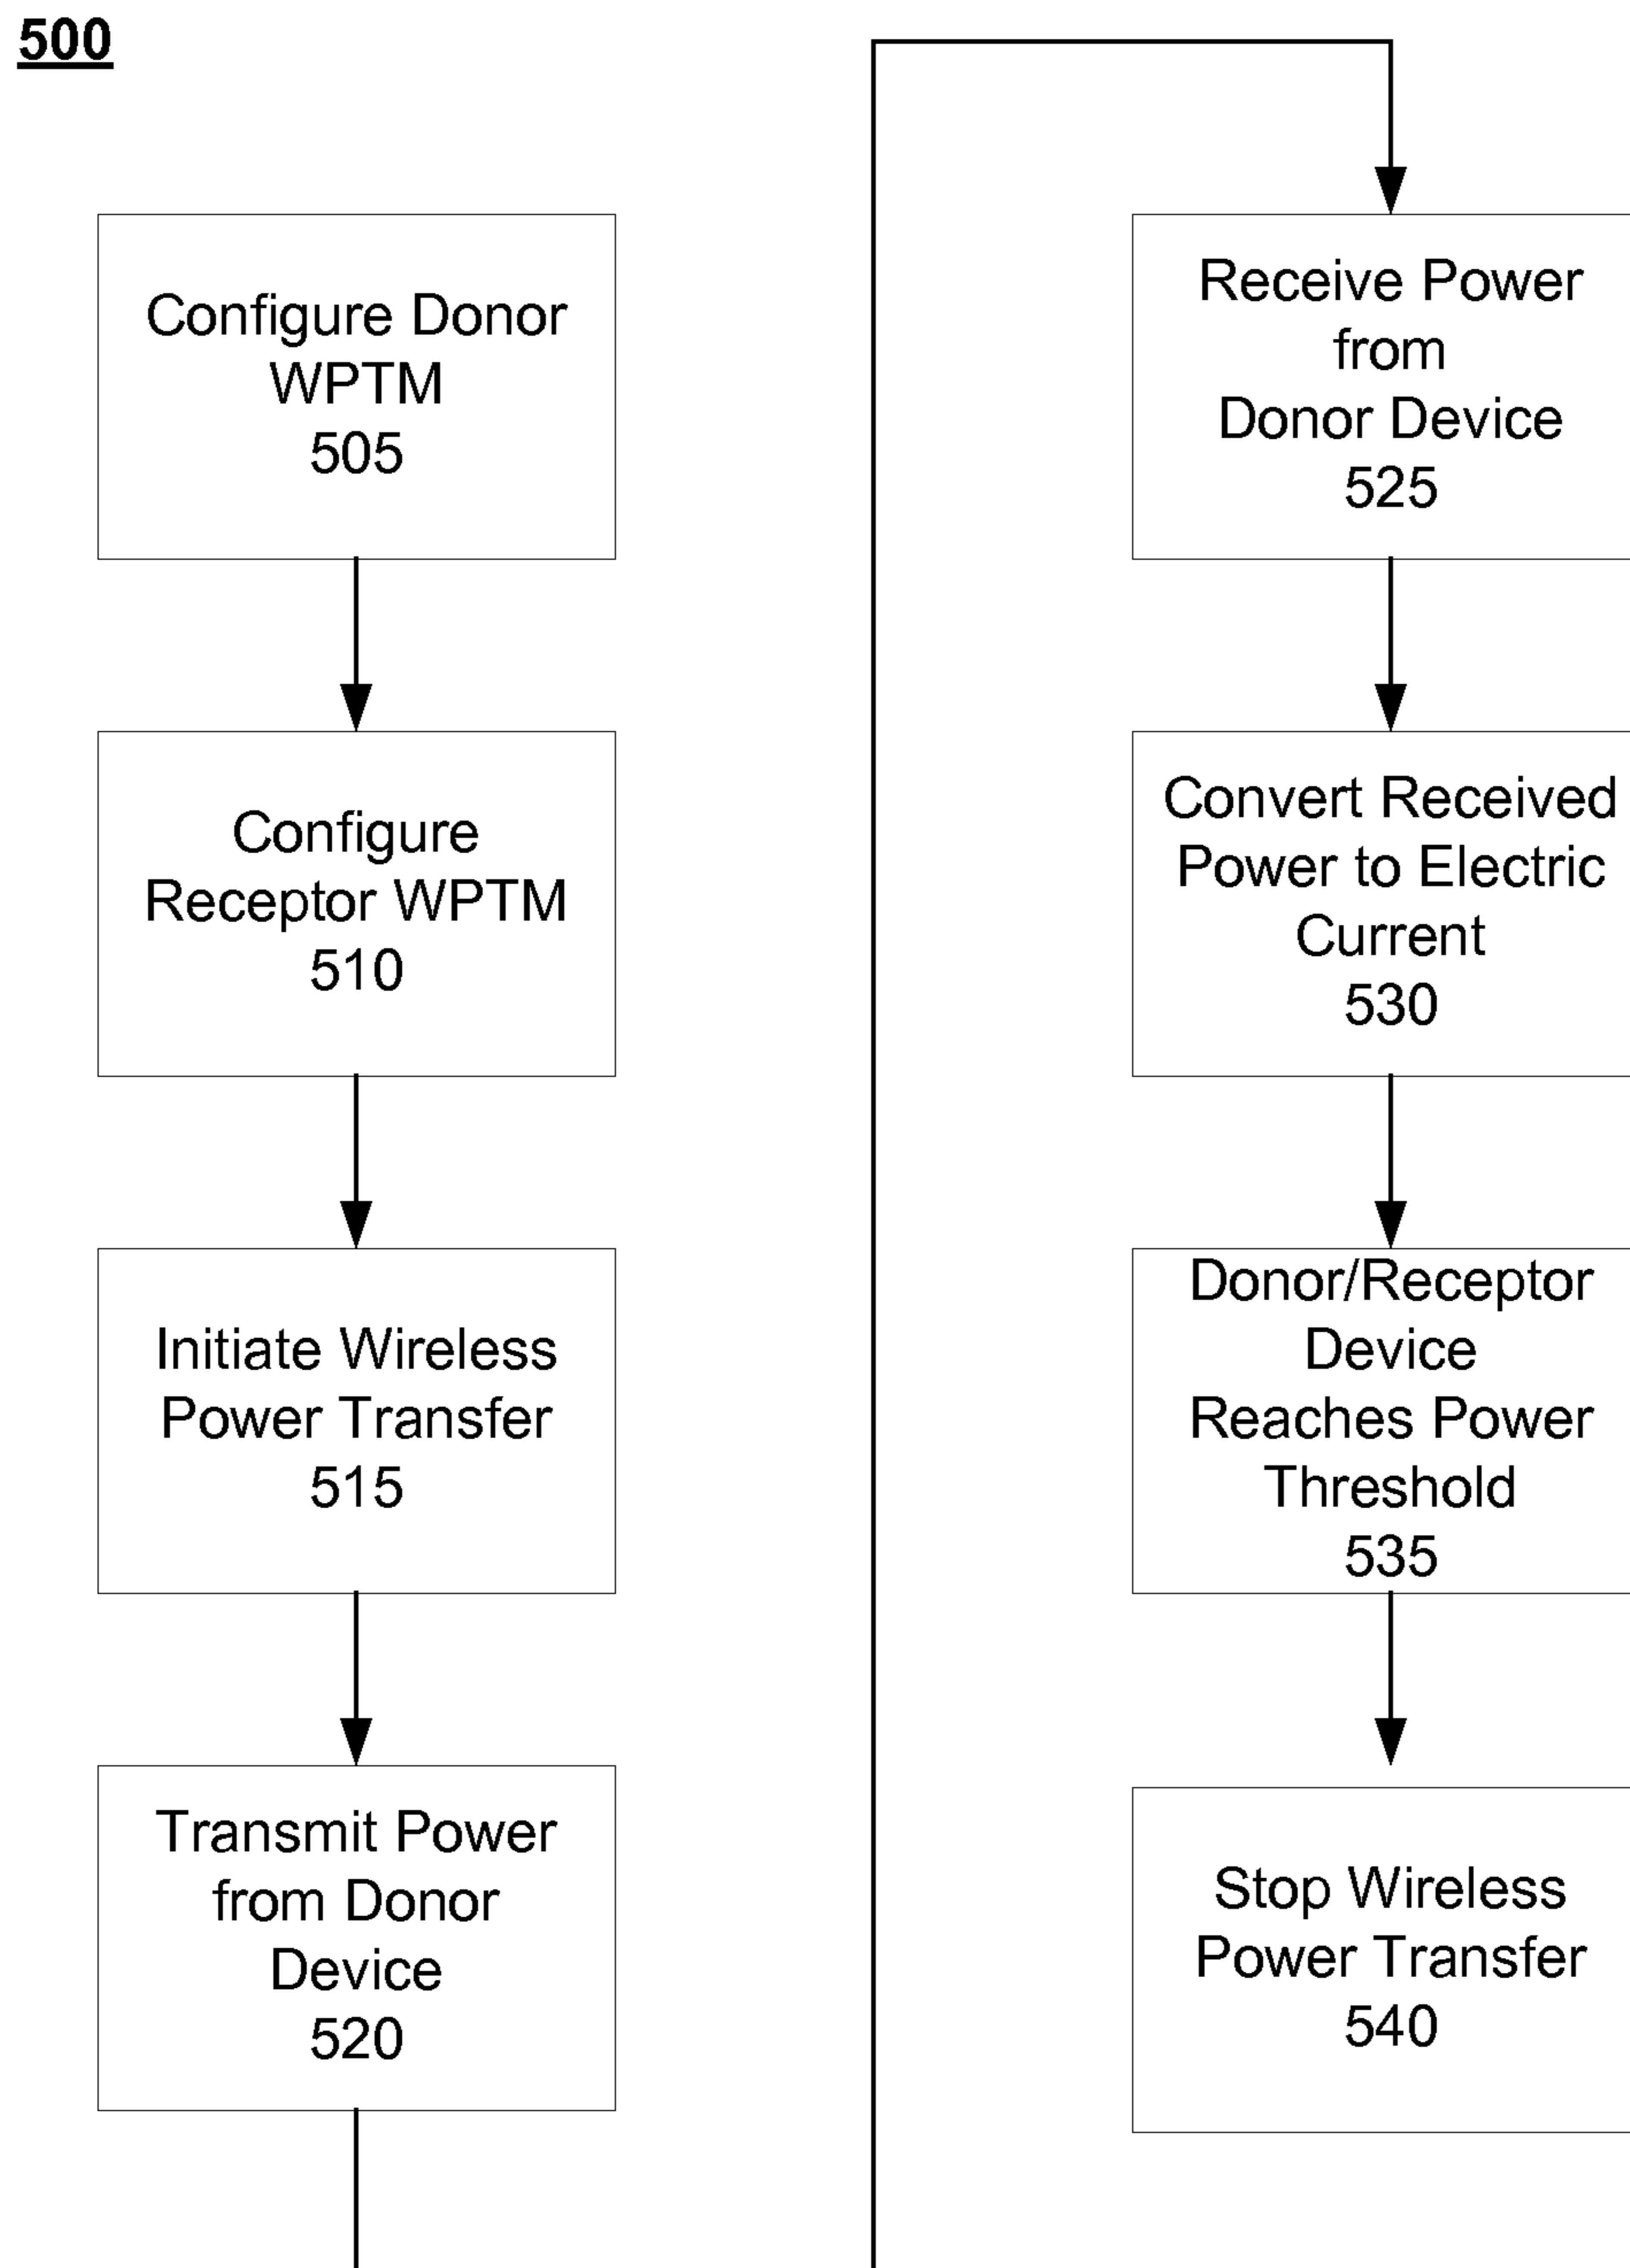 500
Configure Donor
WPTM
505
Configure
Receptor WPTM
510
Initiate Wireless
Power Transfer
515
Transmit Power
from Donor
Device
520
Receive Power
from
Donor Device
525
Convert Received
Power to Electric
Current
530
Donor/Receptor
Device
Reaches Power
Threshold
535
Stop Wireless
Power Transfer
540